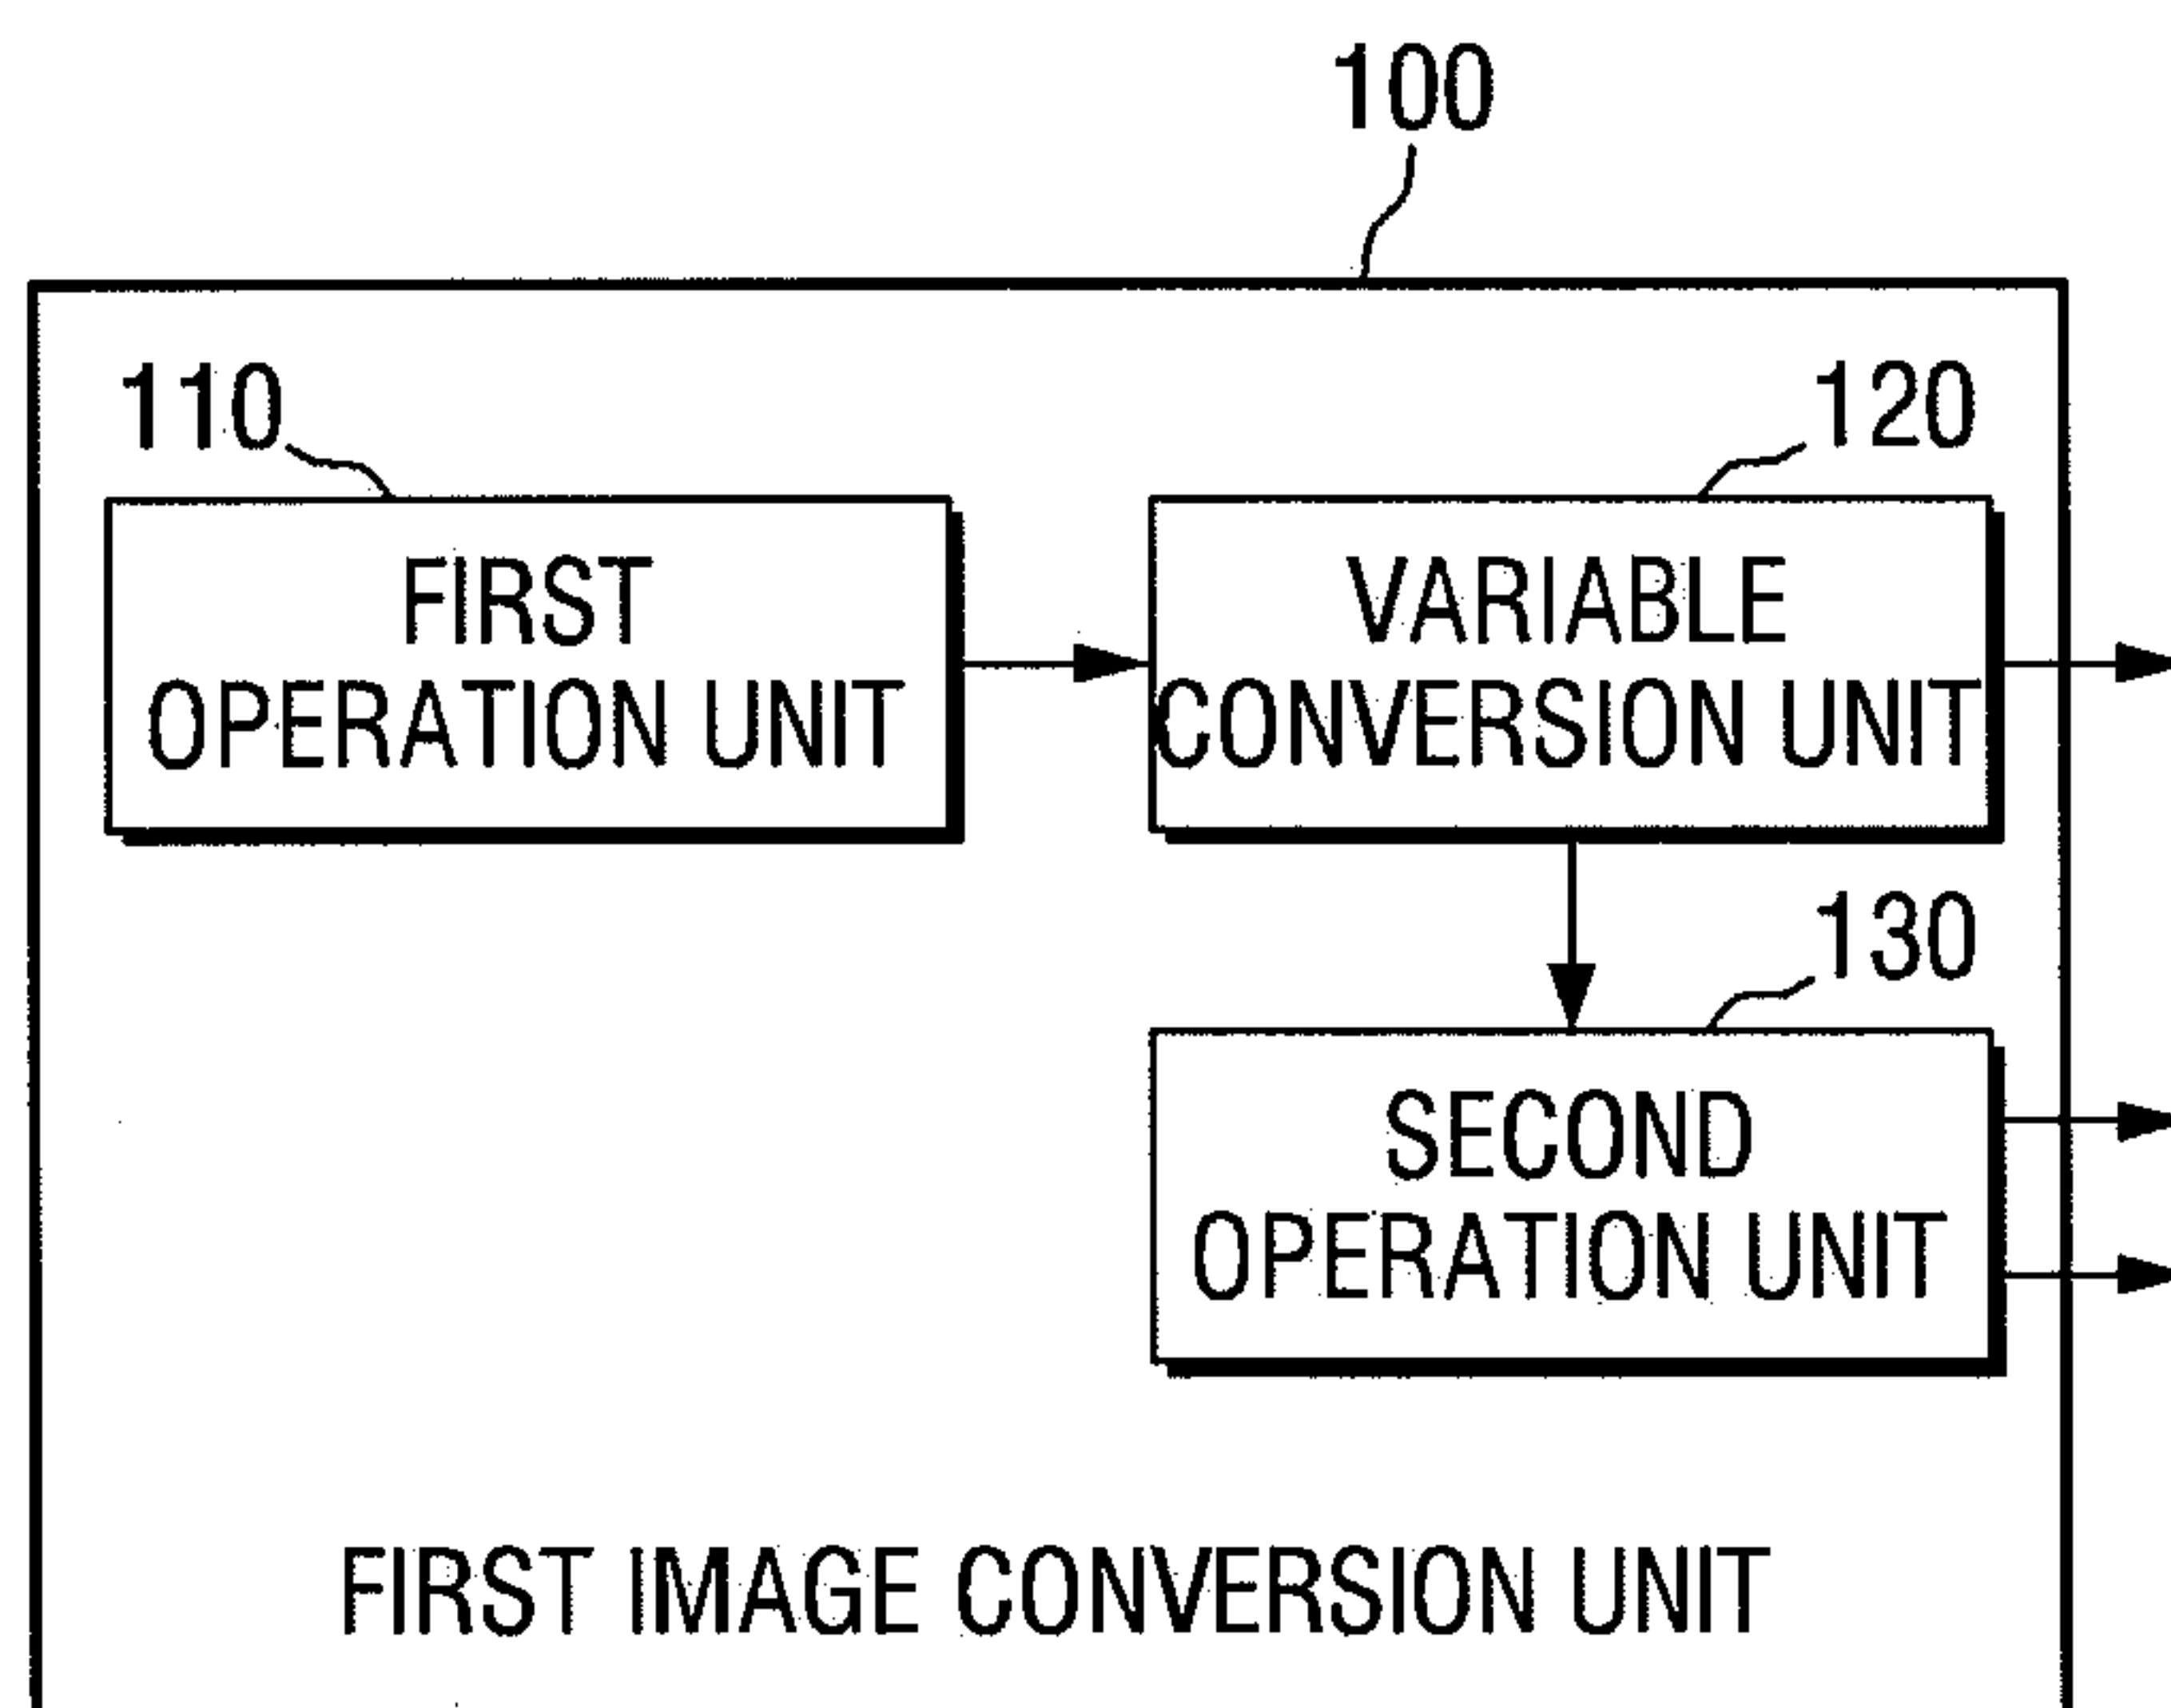 100
110
120
FIRST
OPERATION UNIT
VARIABLE
CONVERSION UNIT
130
SECOND
OPERATION UNIT
FIRST IMAGE CONVERSION UNIT